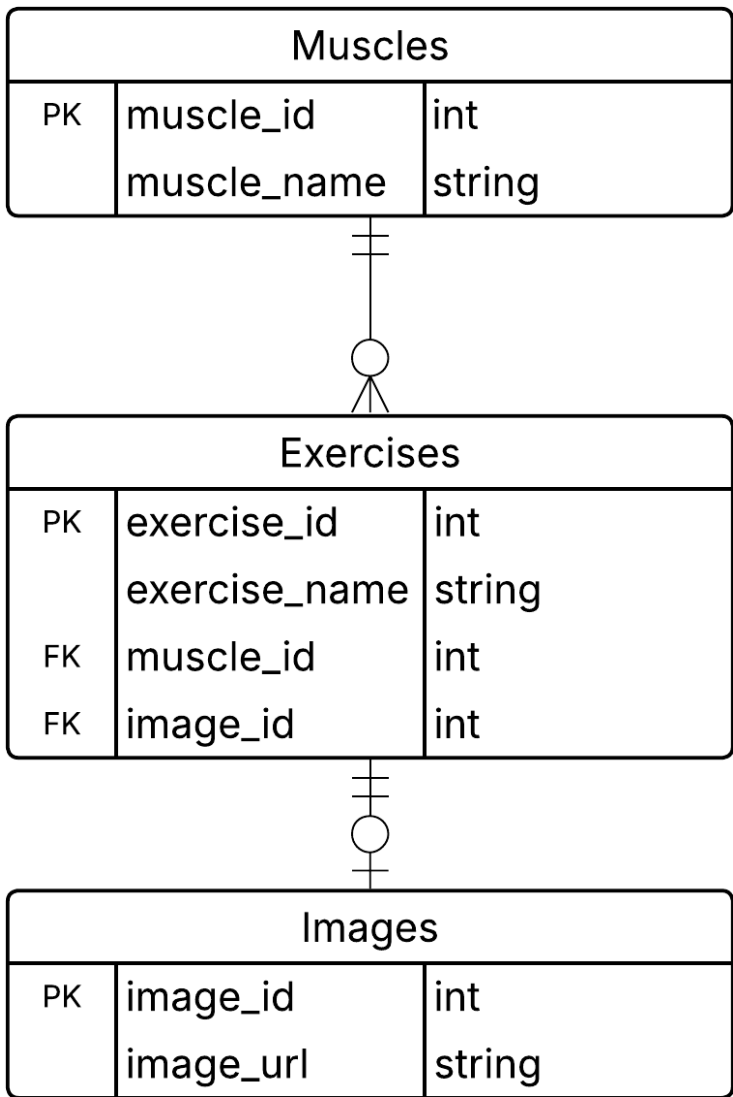 Muscles
PK muscle_id int
muscle_name string
Exercises
PK exercise_id int
exercise_name string
FK muscle_id int
FK image_id int
Images
PK image_id int
image_url string